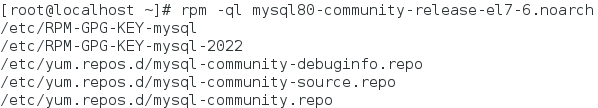 [root@localhost ~]# rpm -ql mysql80-community-release-el7-6.noarch
/etc/RPM-GPG-KEY-mysql
/etc/RPM-GPG-KEY-mysql-2022
/etc/yum.repos.d/mysql-community-debuginfo.repo
/etc/yum.repos.d/mysql-community-source.repo
/etc/yum.repos.d/mysql-community.repo